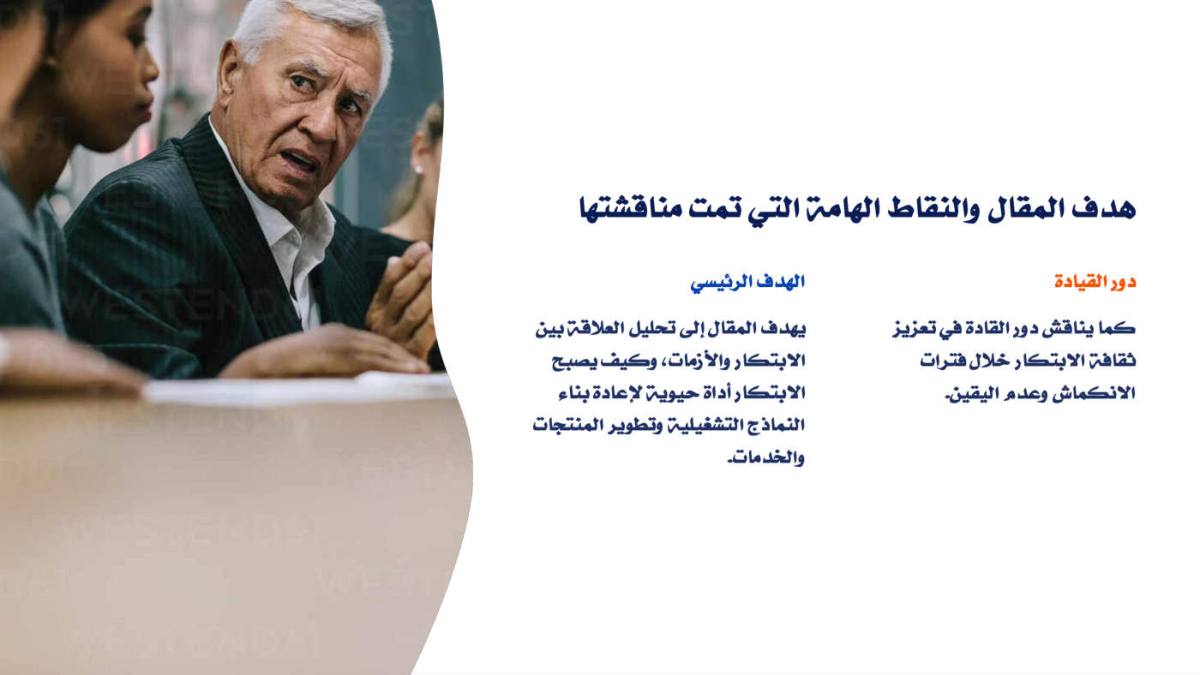 هدف المقال والنقاط الهامة التي تمت مناقشتها
دور القيادة
كما يناقش دور القادة في تعزيز
ثقافة الابتكار خلال فترات
الانكماش وعدم اليقين.
الهدف الرئيسي
يهدف المقال إلى تحليل العلاقة بين
الابتكار والأزمات، وكيف يصبح
الابتكار أداة حيوية لإعادة بناء
النماذج التشغيلية وتطوير المنتجات
والخدمات.